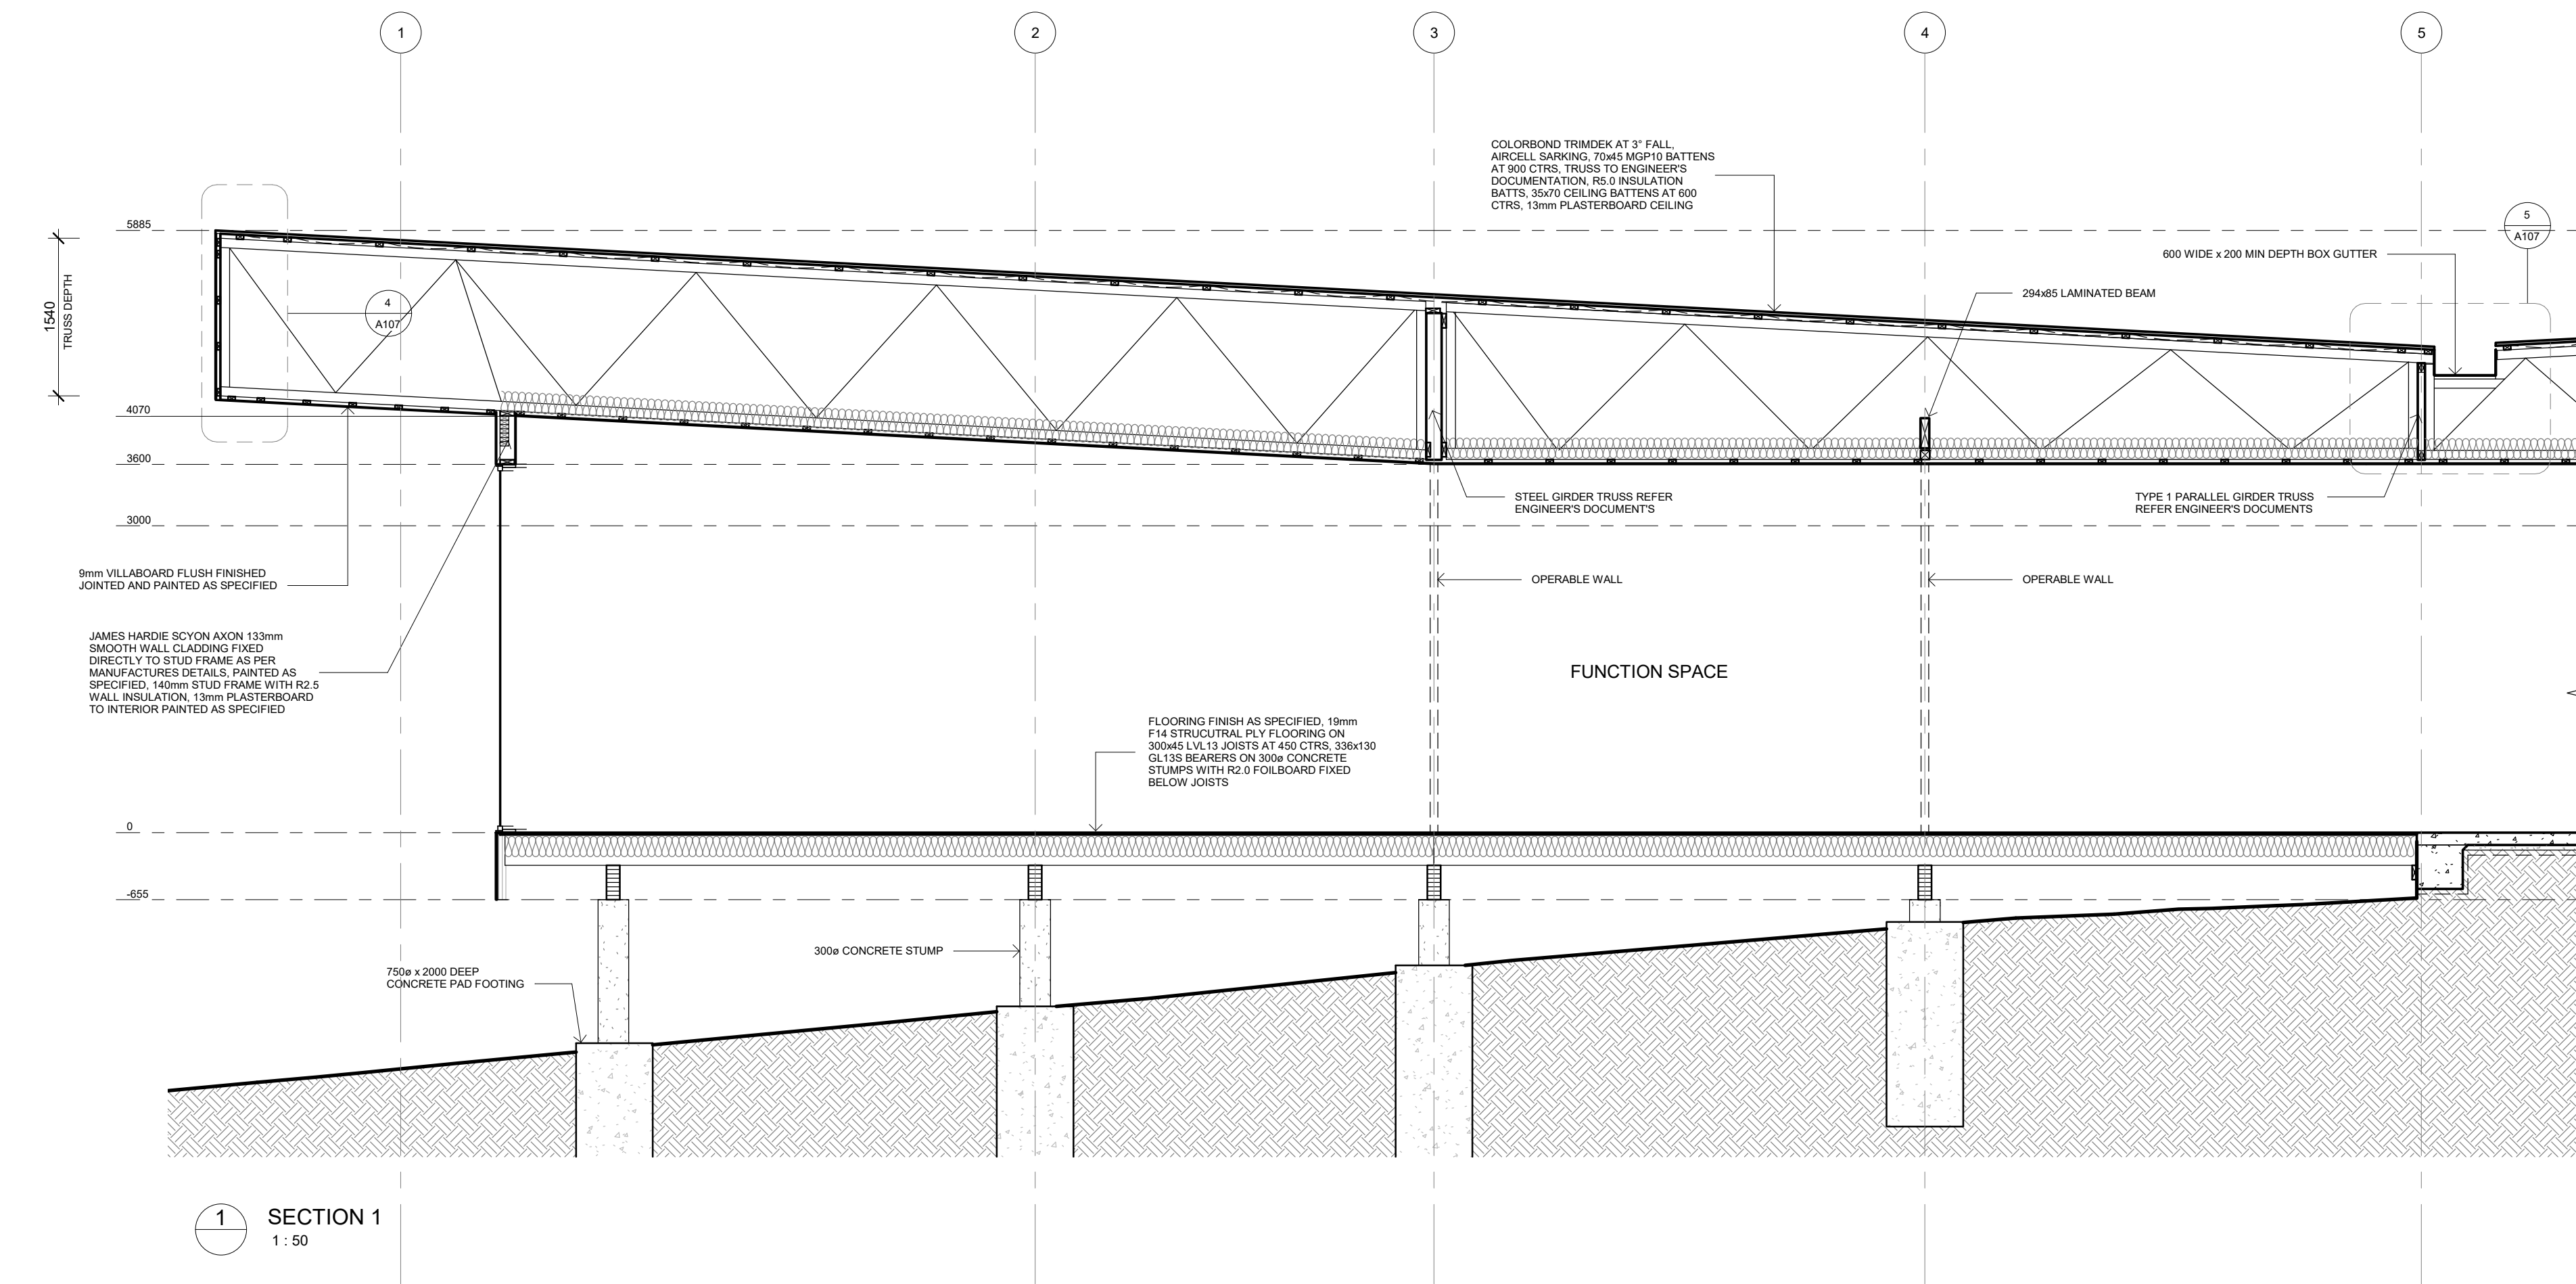 1
2
3
4
5
COLORBOND TRIMDEK AT 3° FALL,
AIRCELL SARKING, 70x45 MGP10 BATTENS
AT 900 CTRS, TRUSS TO ENGINEER'S
DOCUMENTATION, R5.0 INSULATION
BATTS, 35x70 CEILING BATTENS AT 600
CTRS, 13mm PLASTERBOARD CEILING
5
A107
5885
600 WIDE x 200 MIN DEPTH BOX GUTTER
294x85 LAMINATED BEAM
1540
TRUSS DEPTH
4
A107
4070
3600
STEEL GIRDER TRUSS REFER
ENGINEER'S DOCUMENT'S
TYPE 1 PARALLEL GIRDER TRUSS
REFER ENGINEER'S DOCUMENTS
3000
9mm VILLABOARD FLUSH FINISHED
JOINTED AND PAINTED AS SPECIFIED
OPERABLE WALL
OPERABLE WALL
JAMES HARDIE SCYON AXON 133mm
SMOOTH WALL CLADDING FIXED
DIRECTLY TO STUD FRAME AS PER
MANUFACTURES DETAILS, PAINTED AS
SPECIFIED, 140mm STUD FRAME WITH R2.5
WALL INSULATION, 13mm PLASTERBOARD
TO INTERIOR PAINTED AS SPECIFIED
FUNCTION SPACE
FLOORING FINISH AS SPECIFIED, 19mm
F14 STRUCUTRAL PLY FLOORING ON
300x45 LVL13 JOISTS AT 450 CTRS, 336x130
GL13S BEARERS ON 300ø CONCRETE
STUMPS WITH R2.0 FOILBOARD FIXED
BELOW JOISTS
0
-655
300ø CONCRETE STUMP
750ø x 2000 DEEP
CONCRETE PAD FOOTING
1
SECTION 1
1 : 50